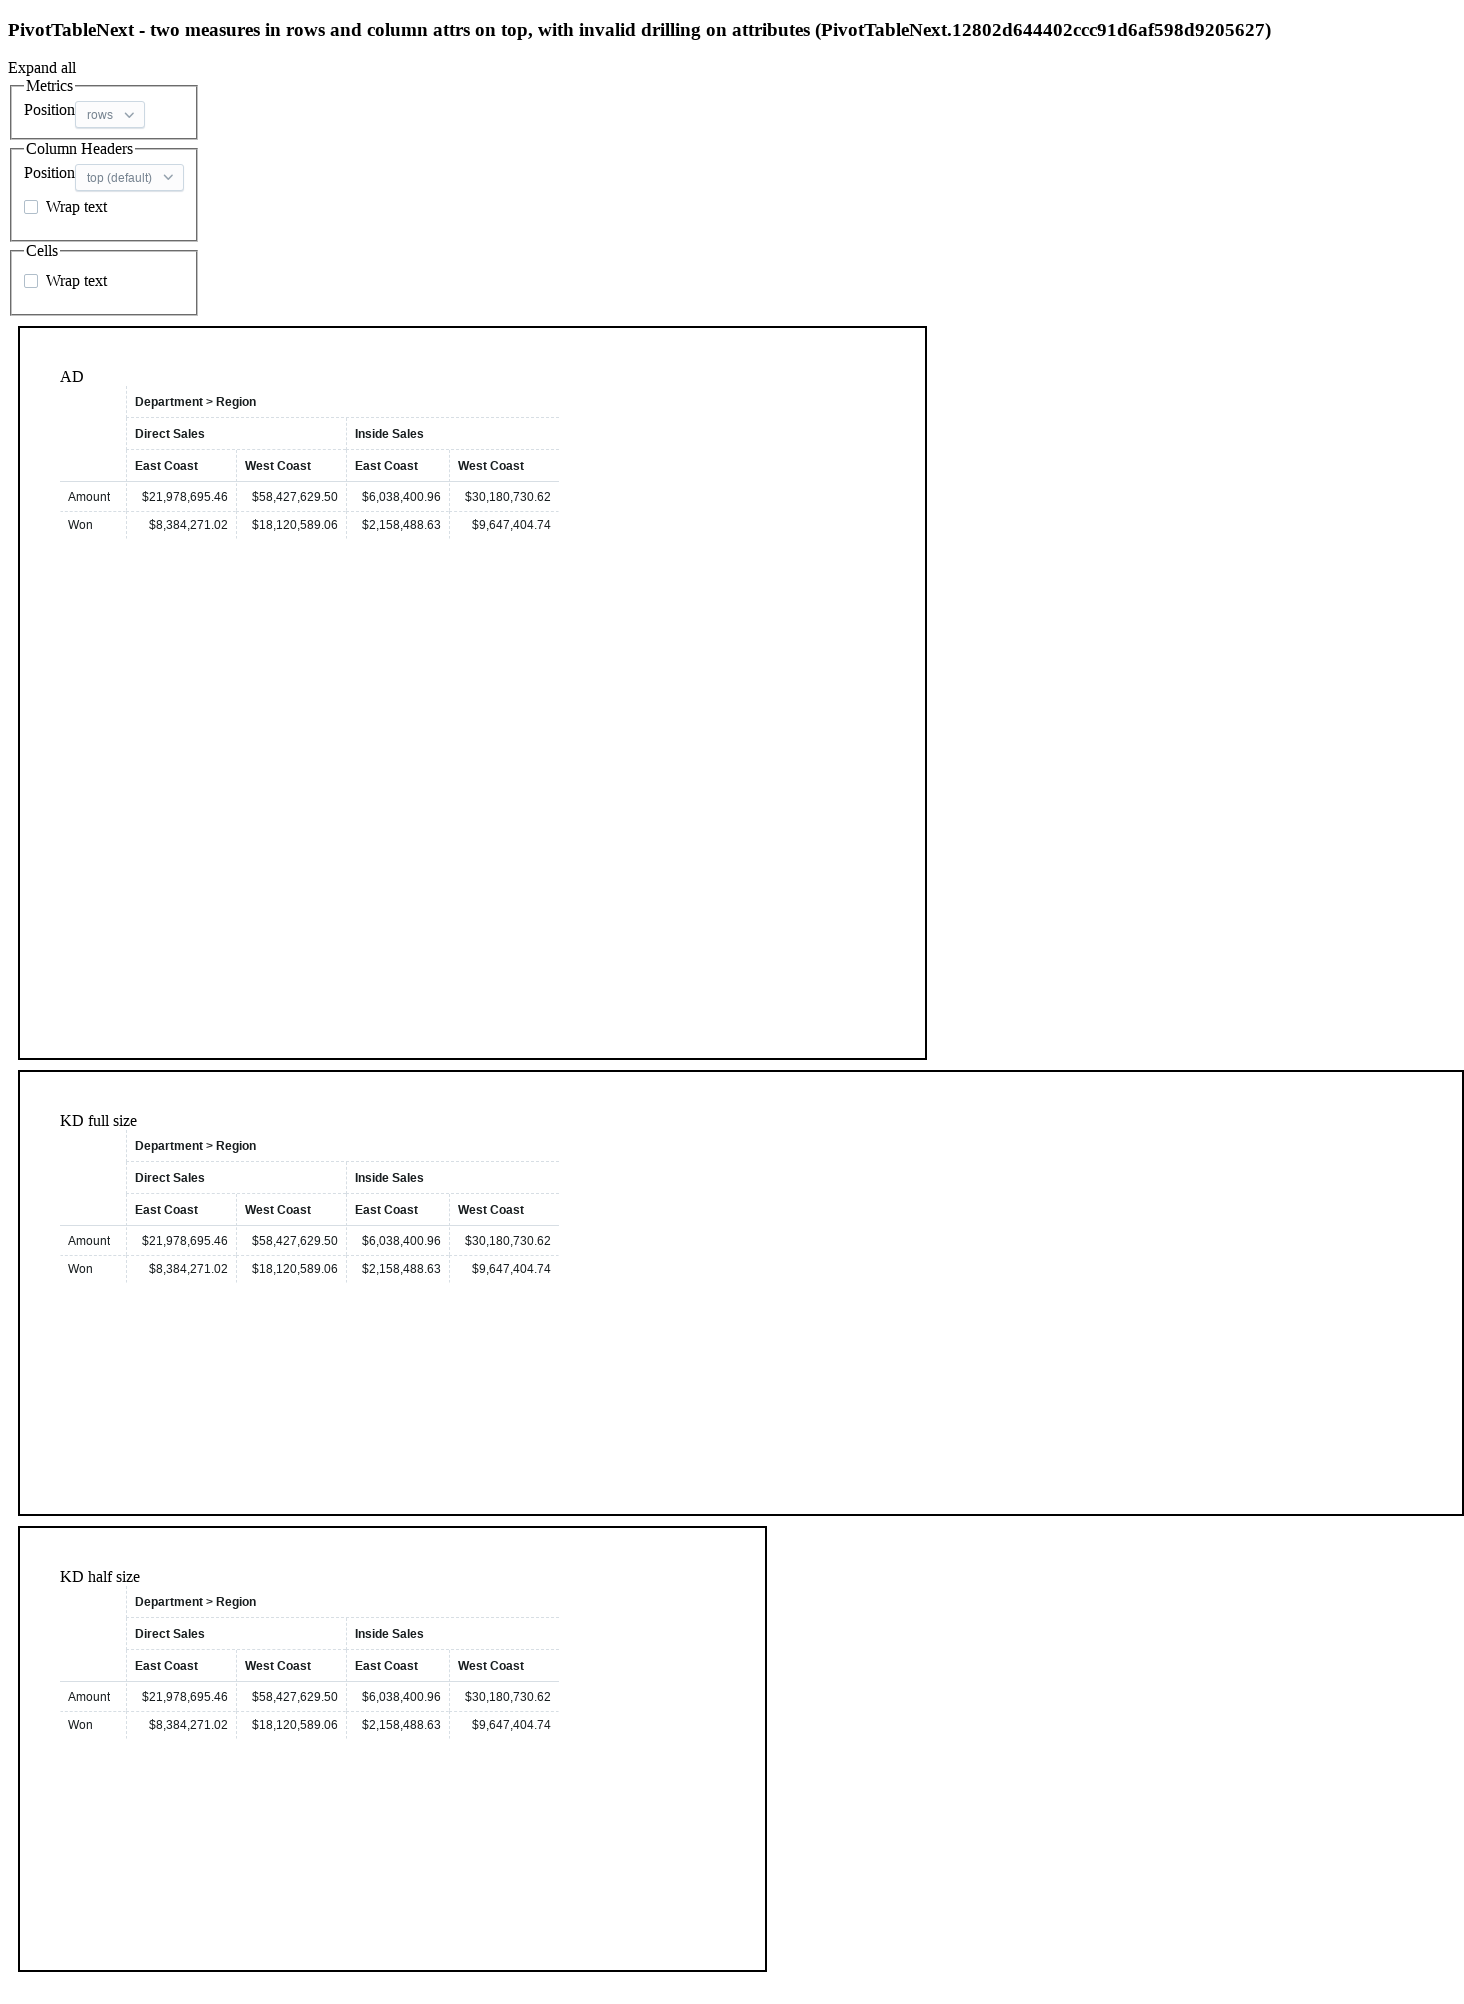 PivotTableNext - two measures in rows and column attrs on top, with invalid drilling on attributes (PivotTableNext.12802d644402ccc91d6af598d9205627)
Expand all
Metrics
Position rows
Column Headers
Position top (default)
Wrap text
Cells
Wrap text
AD
Department > Region
Direct Sales Inside Sales
East Coast West Coast East Coast West Coast
Amount $21,978,695.46 $58,427,629.50 $6,038,400.96 $30,180,730.62
Won $8,384,271.02 $18,120,589.06 $2,158,488.63 $9,647,404.74
KD full size
Department > Region
Direct Sales Inside Sales
East Coast West Coast East Coast West Coast
Amount $21,978,695.46 $58,427,629.50 $6,038,400.96 $30,180,730.62
Won $8,384,271.02 $18,120,589.06 $2,158,488.63 $9,647,404.74
KD half size
Department > Region
Direct Sales Inside Sales
East Coast West Coast East Coast West Coast
Amount $21,978,695.46 $58,427,629.50 $6,038,400.96 $30,180,730.62
Won $8,384,271.02 $18,120,589.06 $2,158,488.63 $9,647,404.74